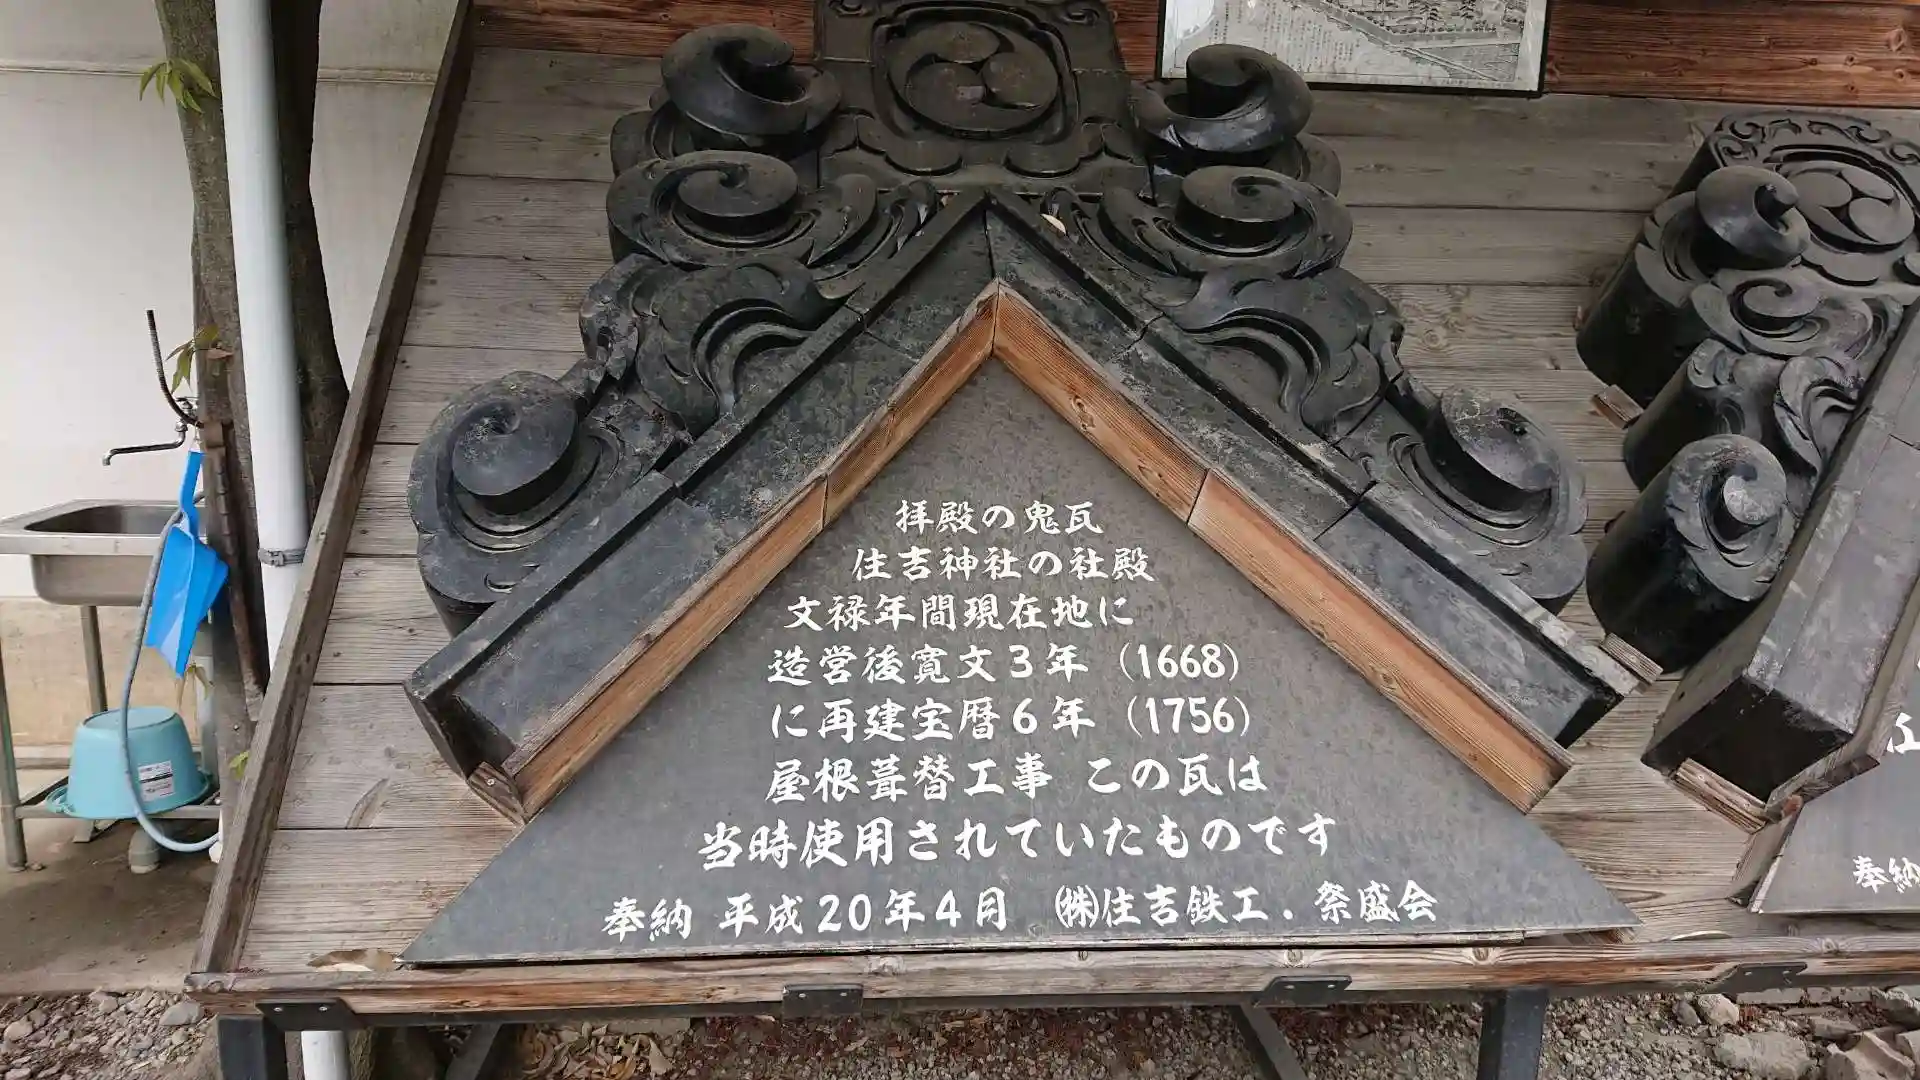 拝殿の鬼瓦
住吉神社の社殿
文禄年間現在地に
造営後寛文3年（1668）
に再建宝暦6年（1756）
屋根葺替工事 この瓦は
当時使用されていたものです
奉納 平成20年4月 ㈱住吉鉄工．祭盛会
奉納